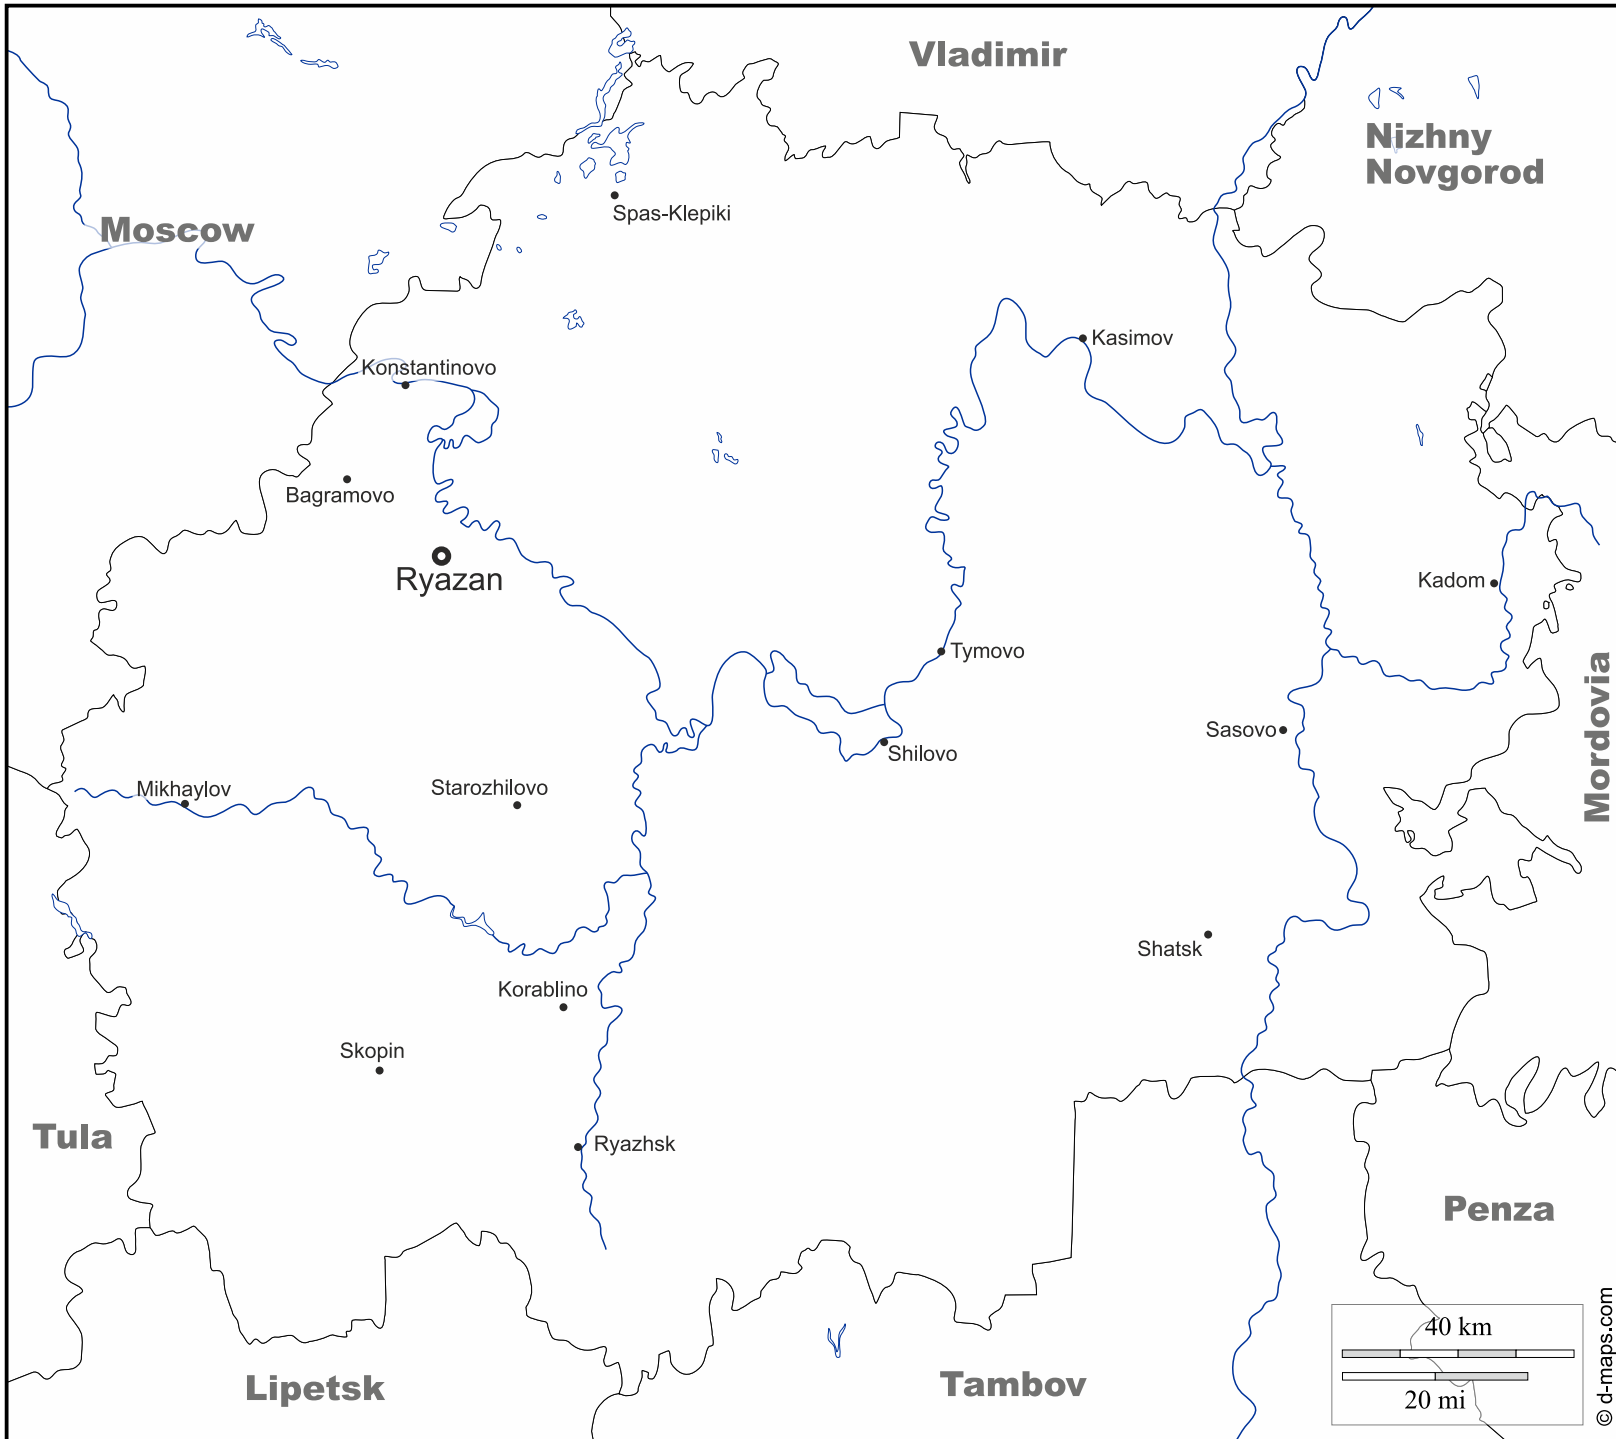 Vladimir
Nizhny
Novgorod
Spas-Klepiki
Moscow
Kasimov
Konstantinovo
Bagramovo
Ryazan
Kadom
Tymovo
Mordovia
Sasovo
Shilovo
Mikhaylov
Starozhilovo
Shatsk
Korablino
Skopin
Tula
Ryazhsk
Penza
40 km
20 mi
Lipetsk
Tambov
© d-maps.com